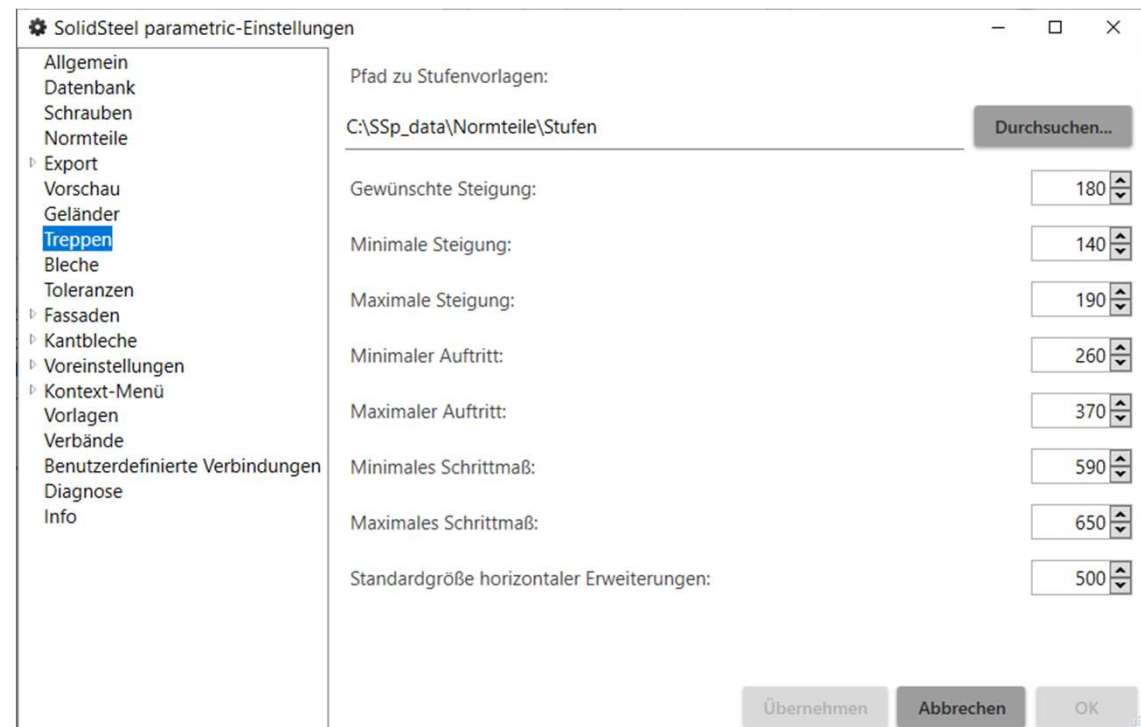 SolidSteel parametric-Einstellungen
Allgemein
Datenbank
Schrauben
Normteile
Export
Vorschau
Geländer
Treppen
Bleche
Toleranzen
Fassaden
Kantbleche
Voreinstellungen
Kontext-Menü
Vorlagen
Verbände
Benutzerdefinierte Verbindungen
Diagnose
Info
Pfad zu Stufenvorlagen:
C:\SSp_data\Normteile\Stufen
Durchsuchen...
Gewünschte Steigung: 180
Minimale Steigung: 140
Maximale Steigung: 190
Minimaler Auftritt: 260
Maximaler Auftritt: 370
Minimales Schrittmaß: 590
Maximales Schrittmaß: 650
Standardgröße horizontaler Erweiterungen: 500
Übernehmen Abbrechen OK